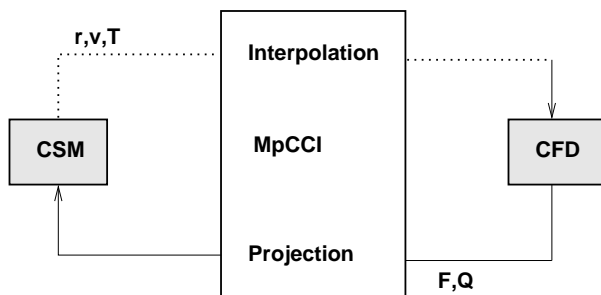 r,v,T
Interpolation
CSM
MpCCI
CFD
Projection
F,Q